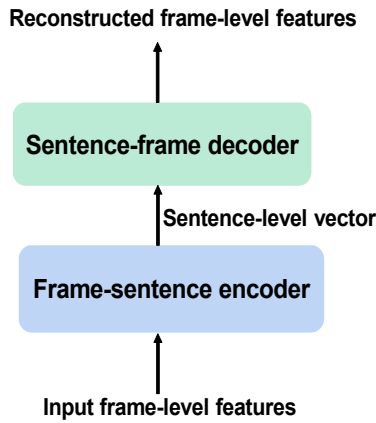 Reconstructed frame-level features
Sentence-frame decoder
Sentence-level vector
Frame-sentence encoder
Input frame-level features